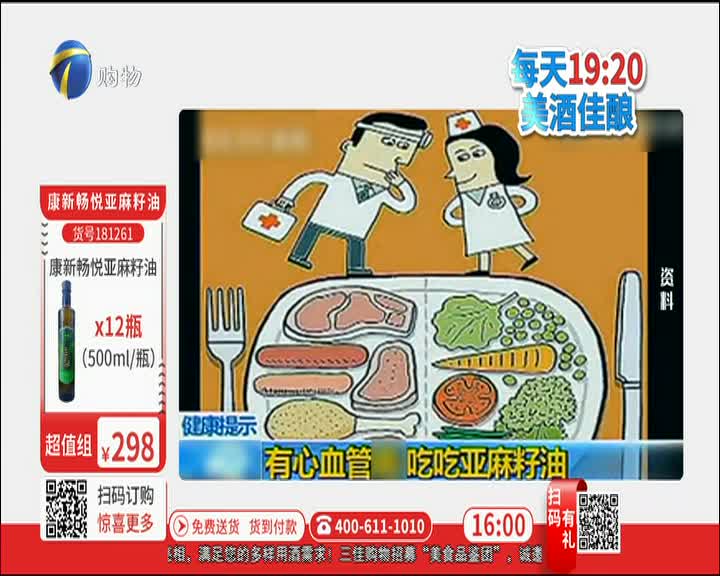 购物
每天19:20
美酒佳酿
康新畅悦亚麻籽油
货号181261
康新畅悦亚麻籽油
x12瓶
(500ml/瓶)
超值组
¥298
资料
健康提示
有心血管 吃吃亚麻籽油
扫码订购
惊喜更多
免费送货 货到付款
400-611-1010
16:00
扫码有礼
相，满足您的多样用酒需求！三佳购物招募“美食品鉴团”，诚邀